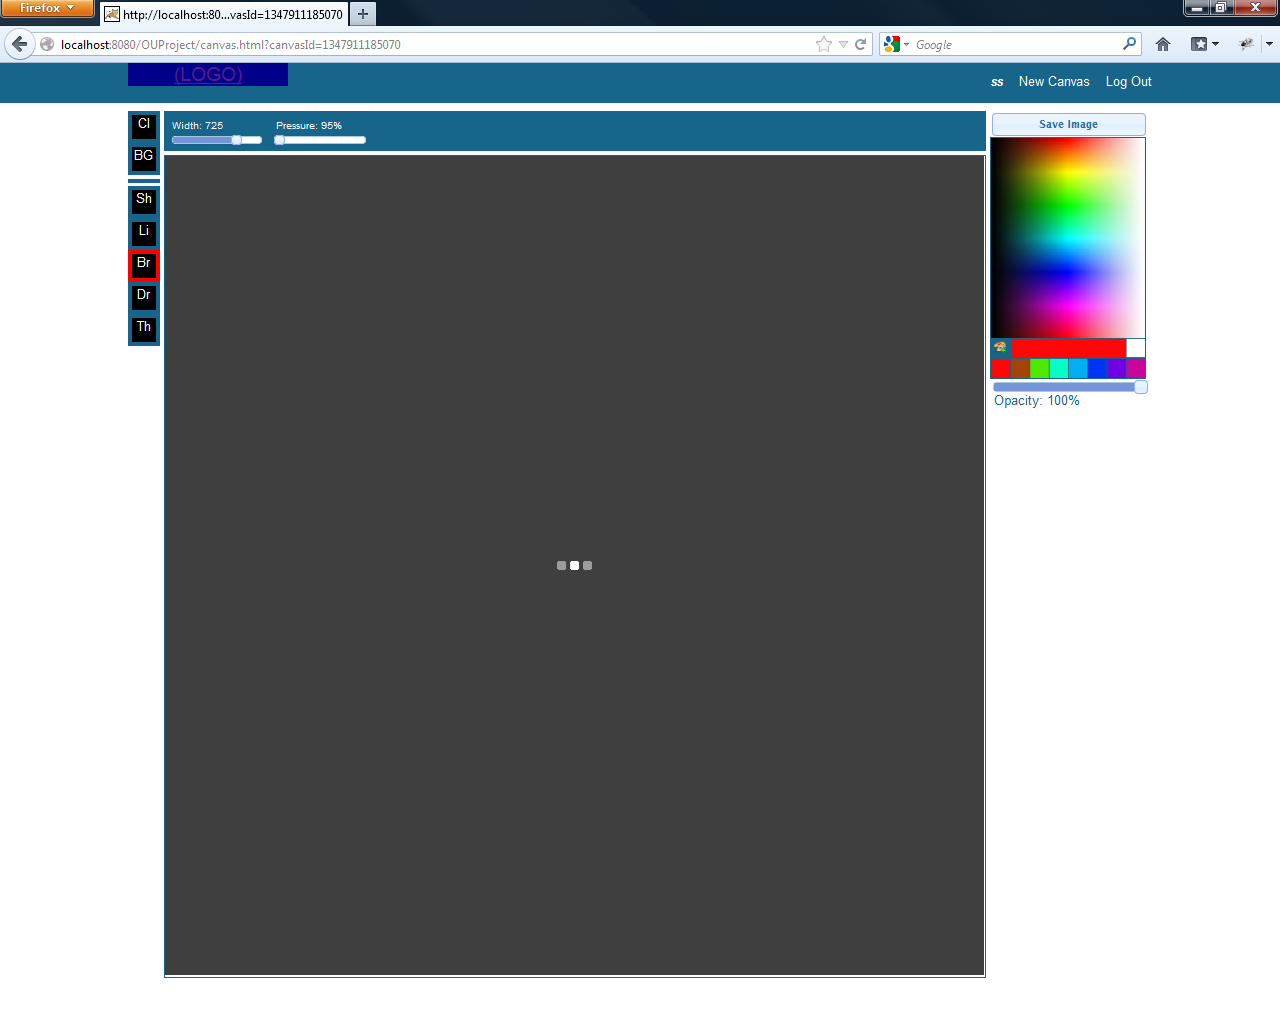 Firefox
http://localhost:80...vasId=1347911185070
localhost:8080/OUProject/canvas.html?canvasId=1347911185070
Google
(LOGO)
ss New Canvas Log Out
Cl
BG
Sh
Li
Br
Dr
Th
Width: 725
Pressure: 95%
Save Image
Opacity: 100%